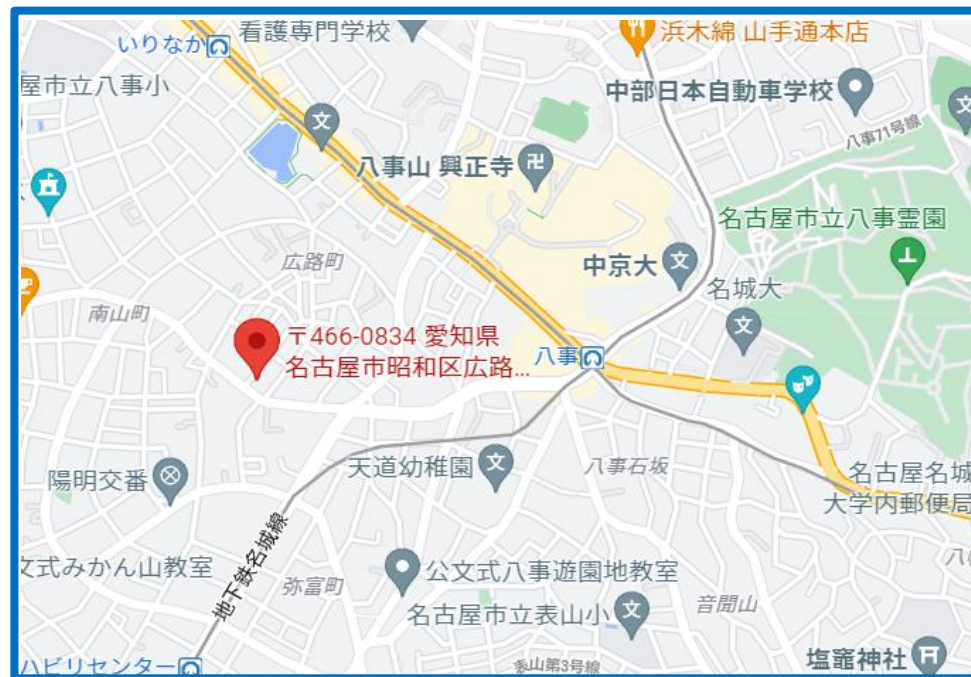 看護専門学校
浜木綿 山手通本店
いりなか
屋市立八事小
中部日本自動車学校
文
八事71号線
八事山 興正寺
名古屋市立八事霊園
広路町
中京大
文
名城大
南山町
文
〒466-0834 愛知県
名古屋市昭和区広路...
八事
天道幼稚園
文
八事石坂
陽明交番
名古屋名城
大学内郵便局
地下鉄名城線
文式みかん山教室
弥富町
公文式八事遊園地教室
音聞山
名古屋市立表山小
文
ハビリセンター
塩竈神社